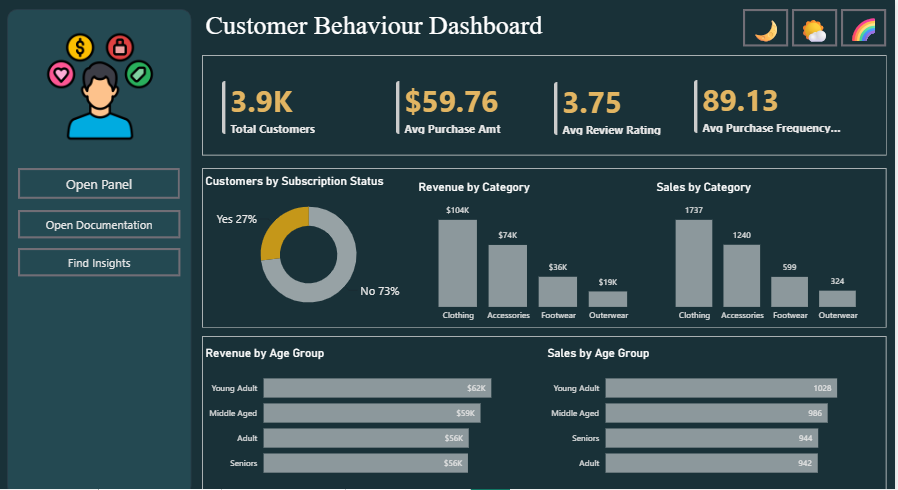 Customer Behaviour Dashboard
$
Open Panel
Open Documentation
Find Insights
3.9K
Total Customers
$59.76
Avg Purchase Amt
3.75
Avg Review Rating
89.13
Avg Purchase Frequency...
Customers by Subscription Status
Yes 27%
No 73%
Revenue by Category
$104K
$74K
$36K
$19K
Clothing Accessories Footwear Outerwear
Sales by Category
1737
1240
599
324
Clothing Accessories Footwear Outerwear
Revenue by Age Group
Young Adult $62K
Middle Aged $59K
Adult $56K
Seniors $56K
Sales by Age Group
Young Adult 1028
Middle Aged 986
Seniors 944
Adult 942